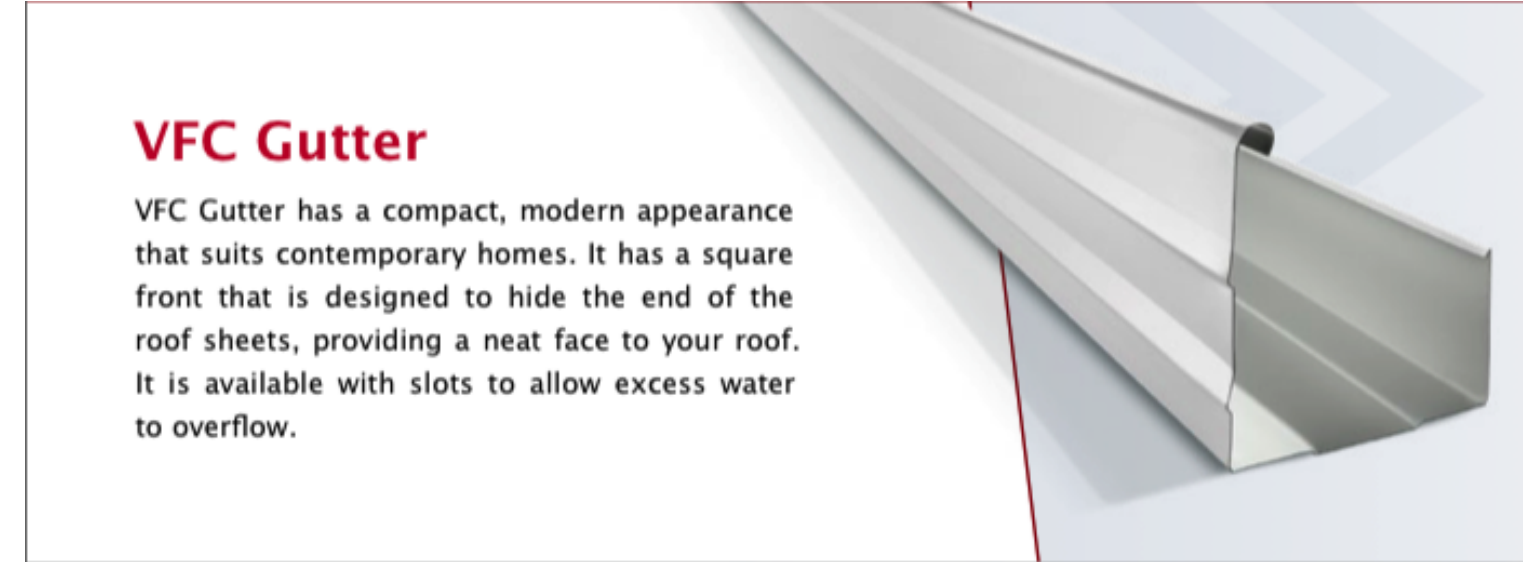 VFC Gutter
VFC Gutter has a compact, modern appearance
that suits contemporary homes. It has a square
front that is designed to hide the end of the
roof sheets, providing a neat face to your roof.
It is available with slots to allow excess water
to overflow.